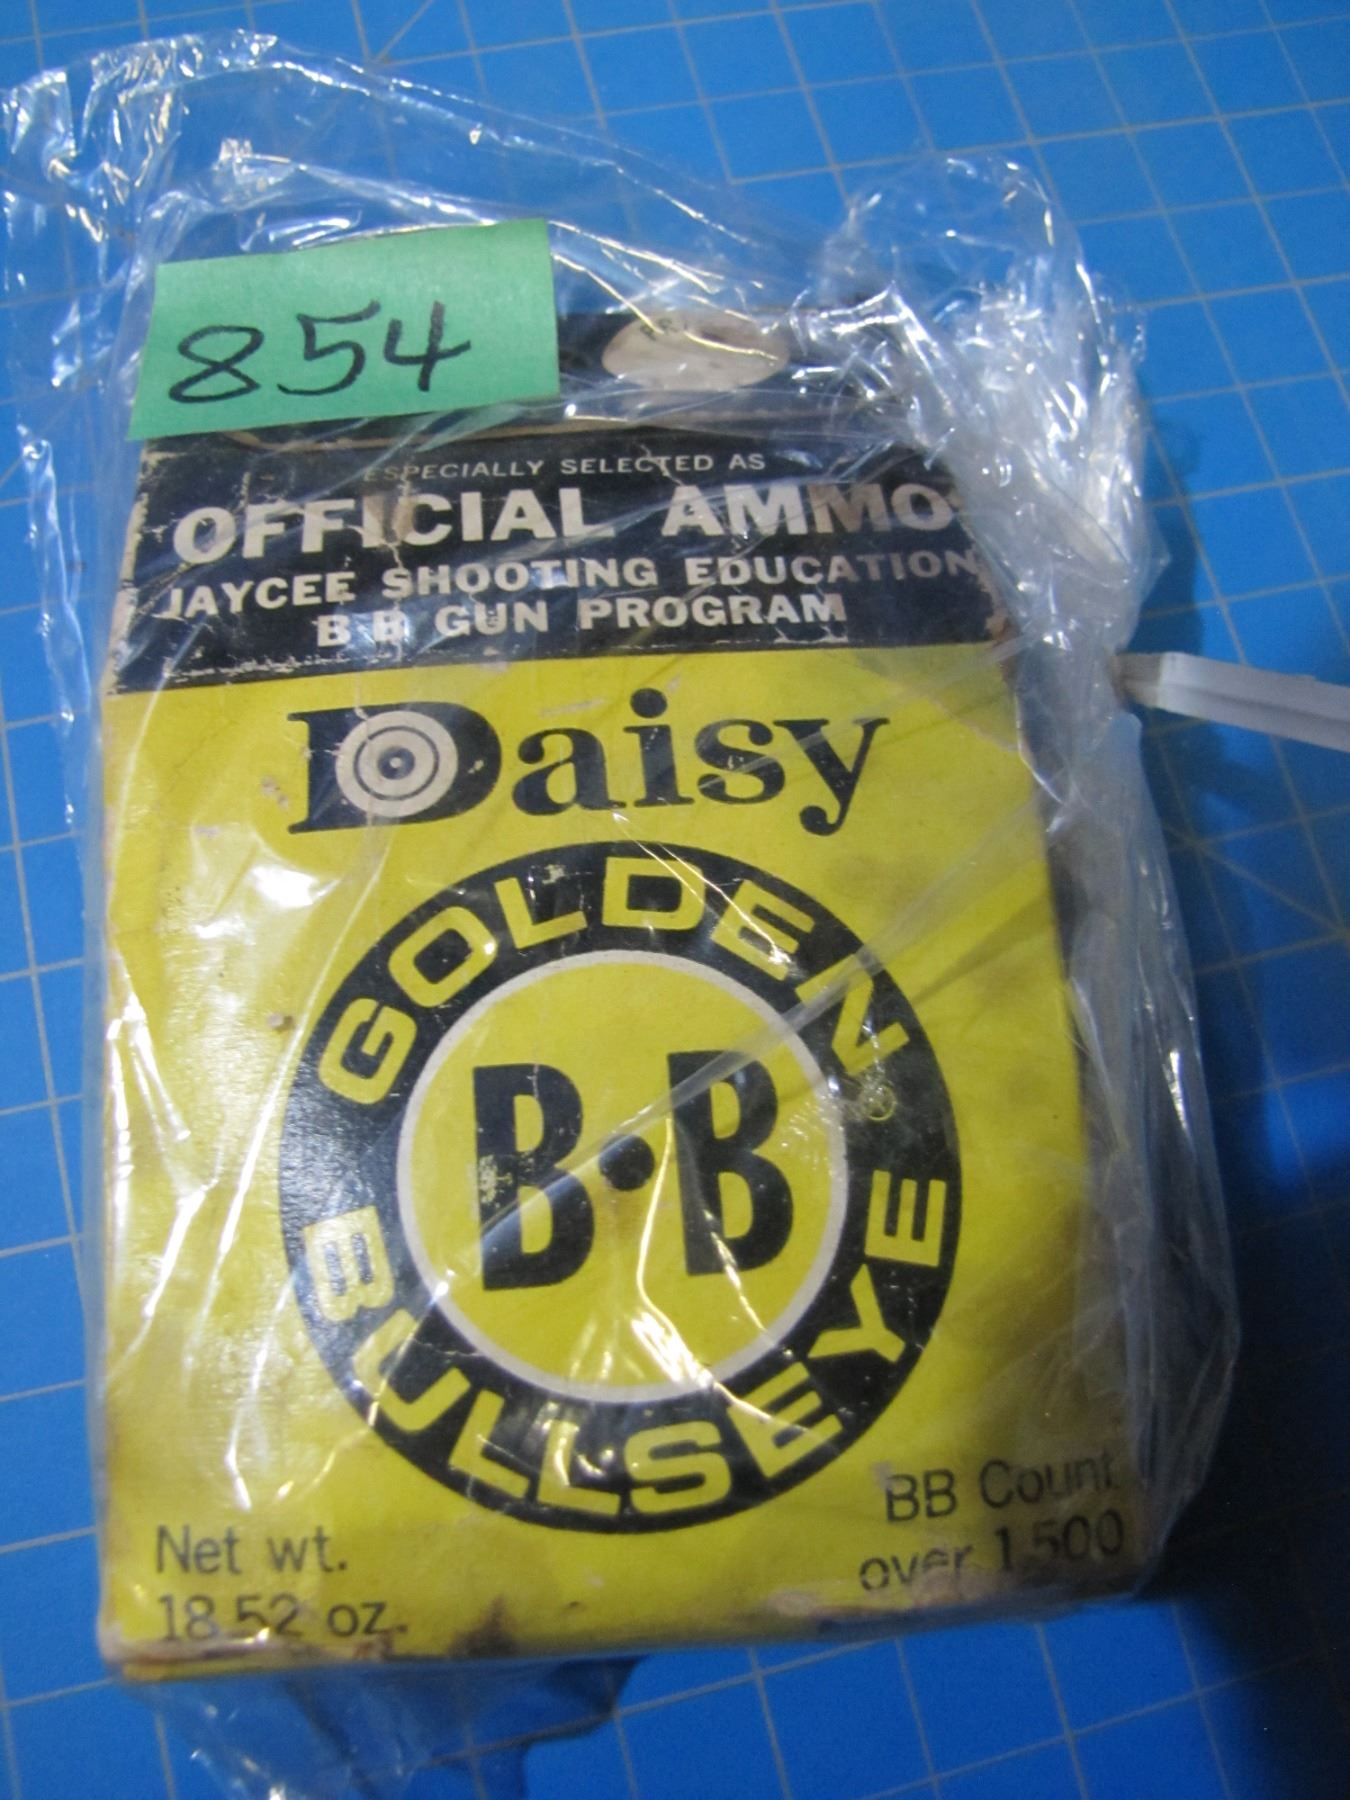 854
ESPECIALLY SELECTED AS
OFFICIAL AMMO
JAYCEE SHOOTING EDUCATION
B B GUN PROGRAM
Daisy
GOLDEN
B•B
BULLSEYE
®
Net wt.
18.52 oz.
BB Count
over 1,500